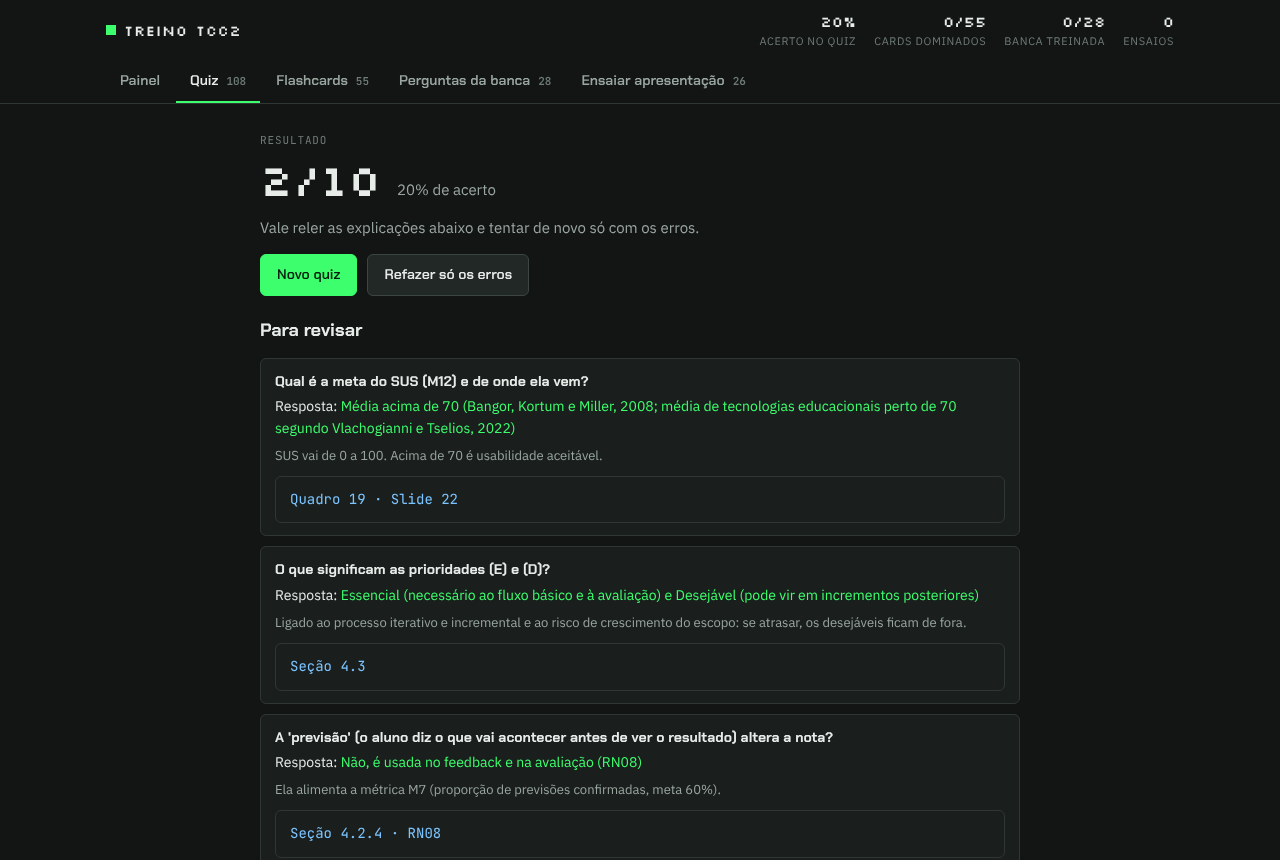 TREINO TCC2
20%
ACERTO NO QUIZ
0/55
CARDS DOMINADOS
0/28
BANCA TREINADA
0
ENSAIOS
Painel
Quiz 108
Flashcards 55
Perguntas da banca 28
Ensaiar apresentação 26
RESULTADO
2/10 20% de acerto
Vale reler as explicações abaixo e tentar de novo só com os erros.
Novo quiz
Refazer só os erros
Para revisar
Qual é a meta do SUS (M12) e de onde ela vem?
Resposta: Média acima de 70 (Bangor, Kortum e Miller, 2008; média de tecnologias educacionais perto de 70
segundo Vlachogianni e Tselios, 2022)
SUS vai de 0 a 100. Acima de 70 é usabilidade aceitável.
Quadro 19 · Slide 22
O que significam as prioridades (E) e (D)?
Resposta: Essencial (necessário ao fluxo básico e à avaliação) e Desejável (pode vir em incrementos posteriores)
Ligado ao processo iterativo e incremental e ao risco de crescimento do escopo: se atrasar, os desejáveis ficam de fora.
Seção 4.3
A 'previsão' (o aluno diz o que vai acontecer antes de ver o resultado) altera a nota?
Resposta: Não, é usada no feedback e na avaliação (RN08)
Ela alimenta a métrica M7 (proporção de previsões confirmadas, meta 60%).
Seção 4.2.4 · RN08